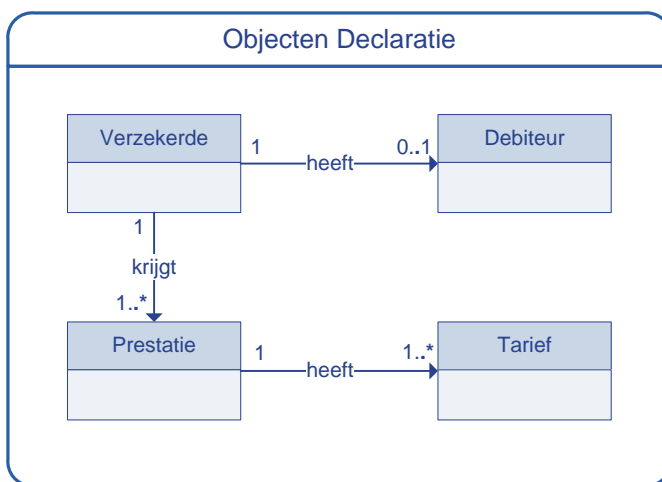 Objecten Declaratie
Verzekerde
1
heeft
0..1
Debiteur
1
krijgt
1..*
Prestatie
1
heeft
1..*
Tarief